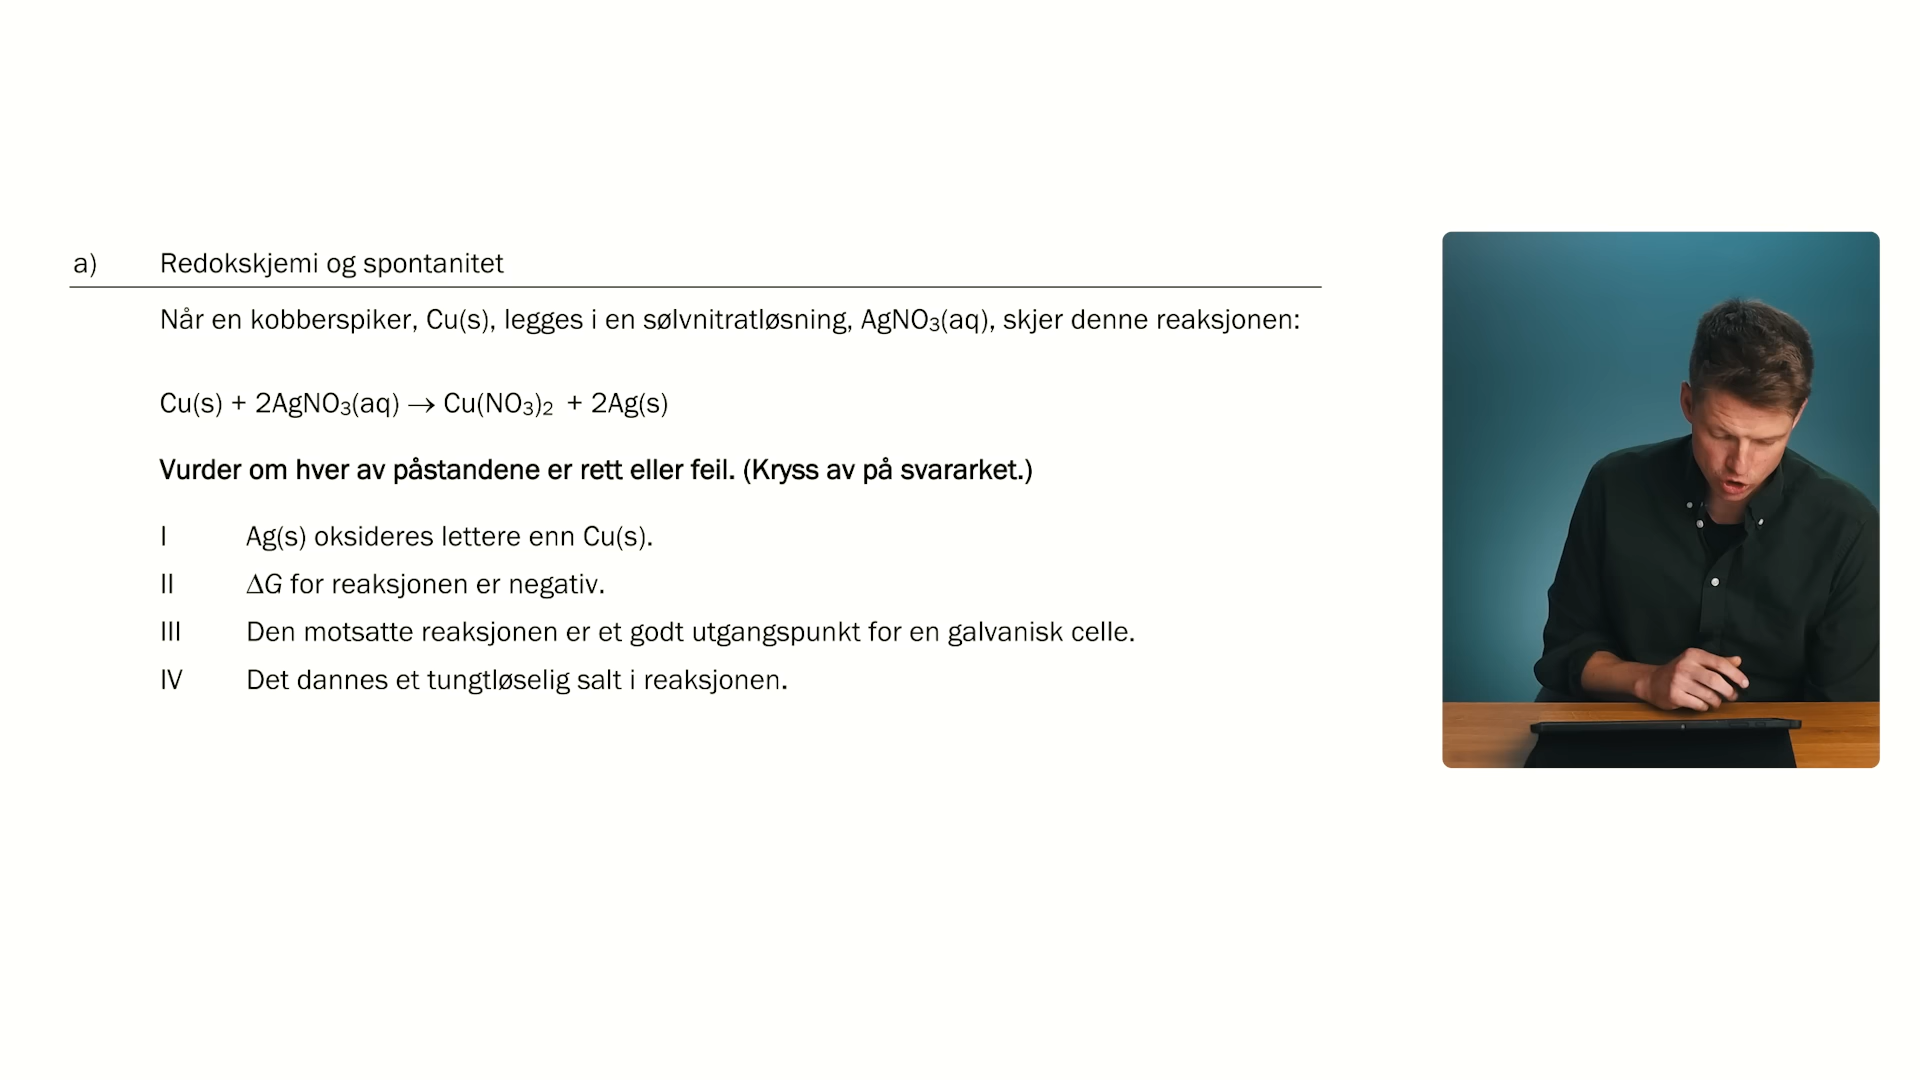 a) Redokskjemi og spontanitet
Når en kobberspiker, Cu(s), legges i en sølvnitratløsning, AgNO₃(aq), skjer denne reaksjonen:
Cu(s) + 2AgNO₃(aq) → Cu(NO₃)₂ + 2Ag(s)
Vurder om hver av påstandene er rett eller feil. (Kryss av på svararket.)
I Ag(s) oksideres lettere enn Cu(s).
II ΔG for reaksjonen er negativ.
III Den motsatte reaksjonen er et godt utgangspunkt for en galvanisk celle.
IV Det dannes et tungtløselig salt i reaksjonen.